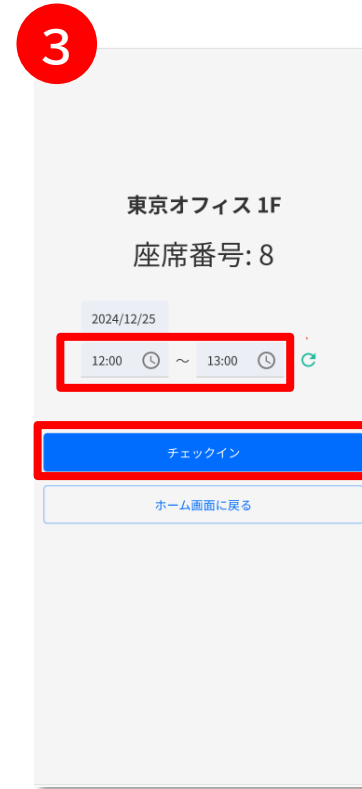 3
東京オフィス 1F
座席番号: 8
2024/12/25
12:00 ～ 13:00
チェックイン
ホーム画面に戻る